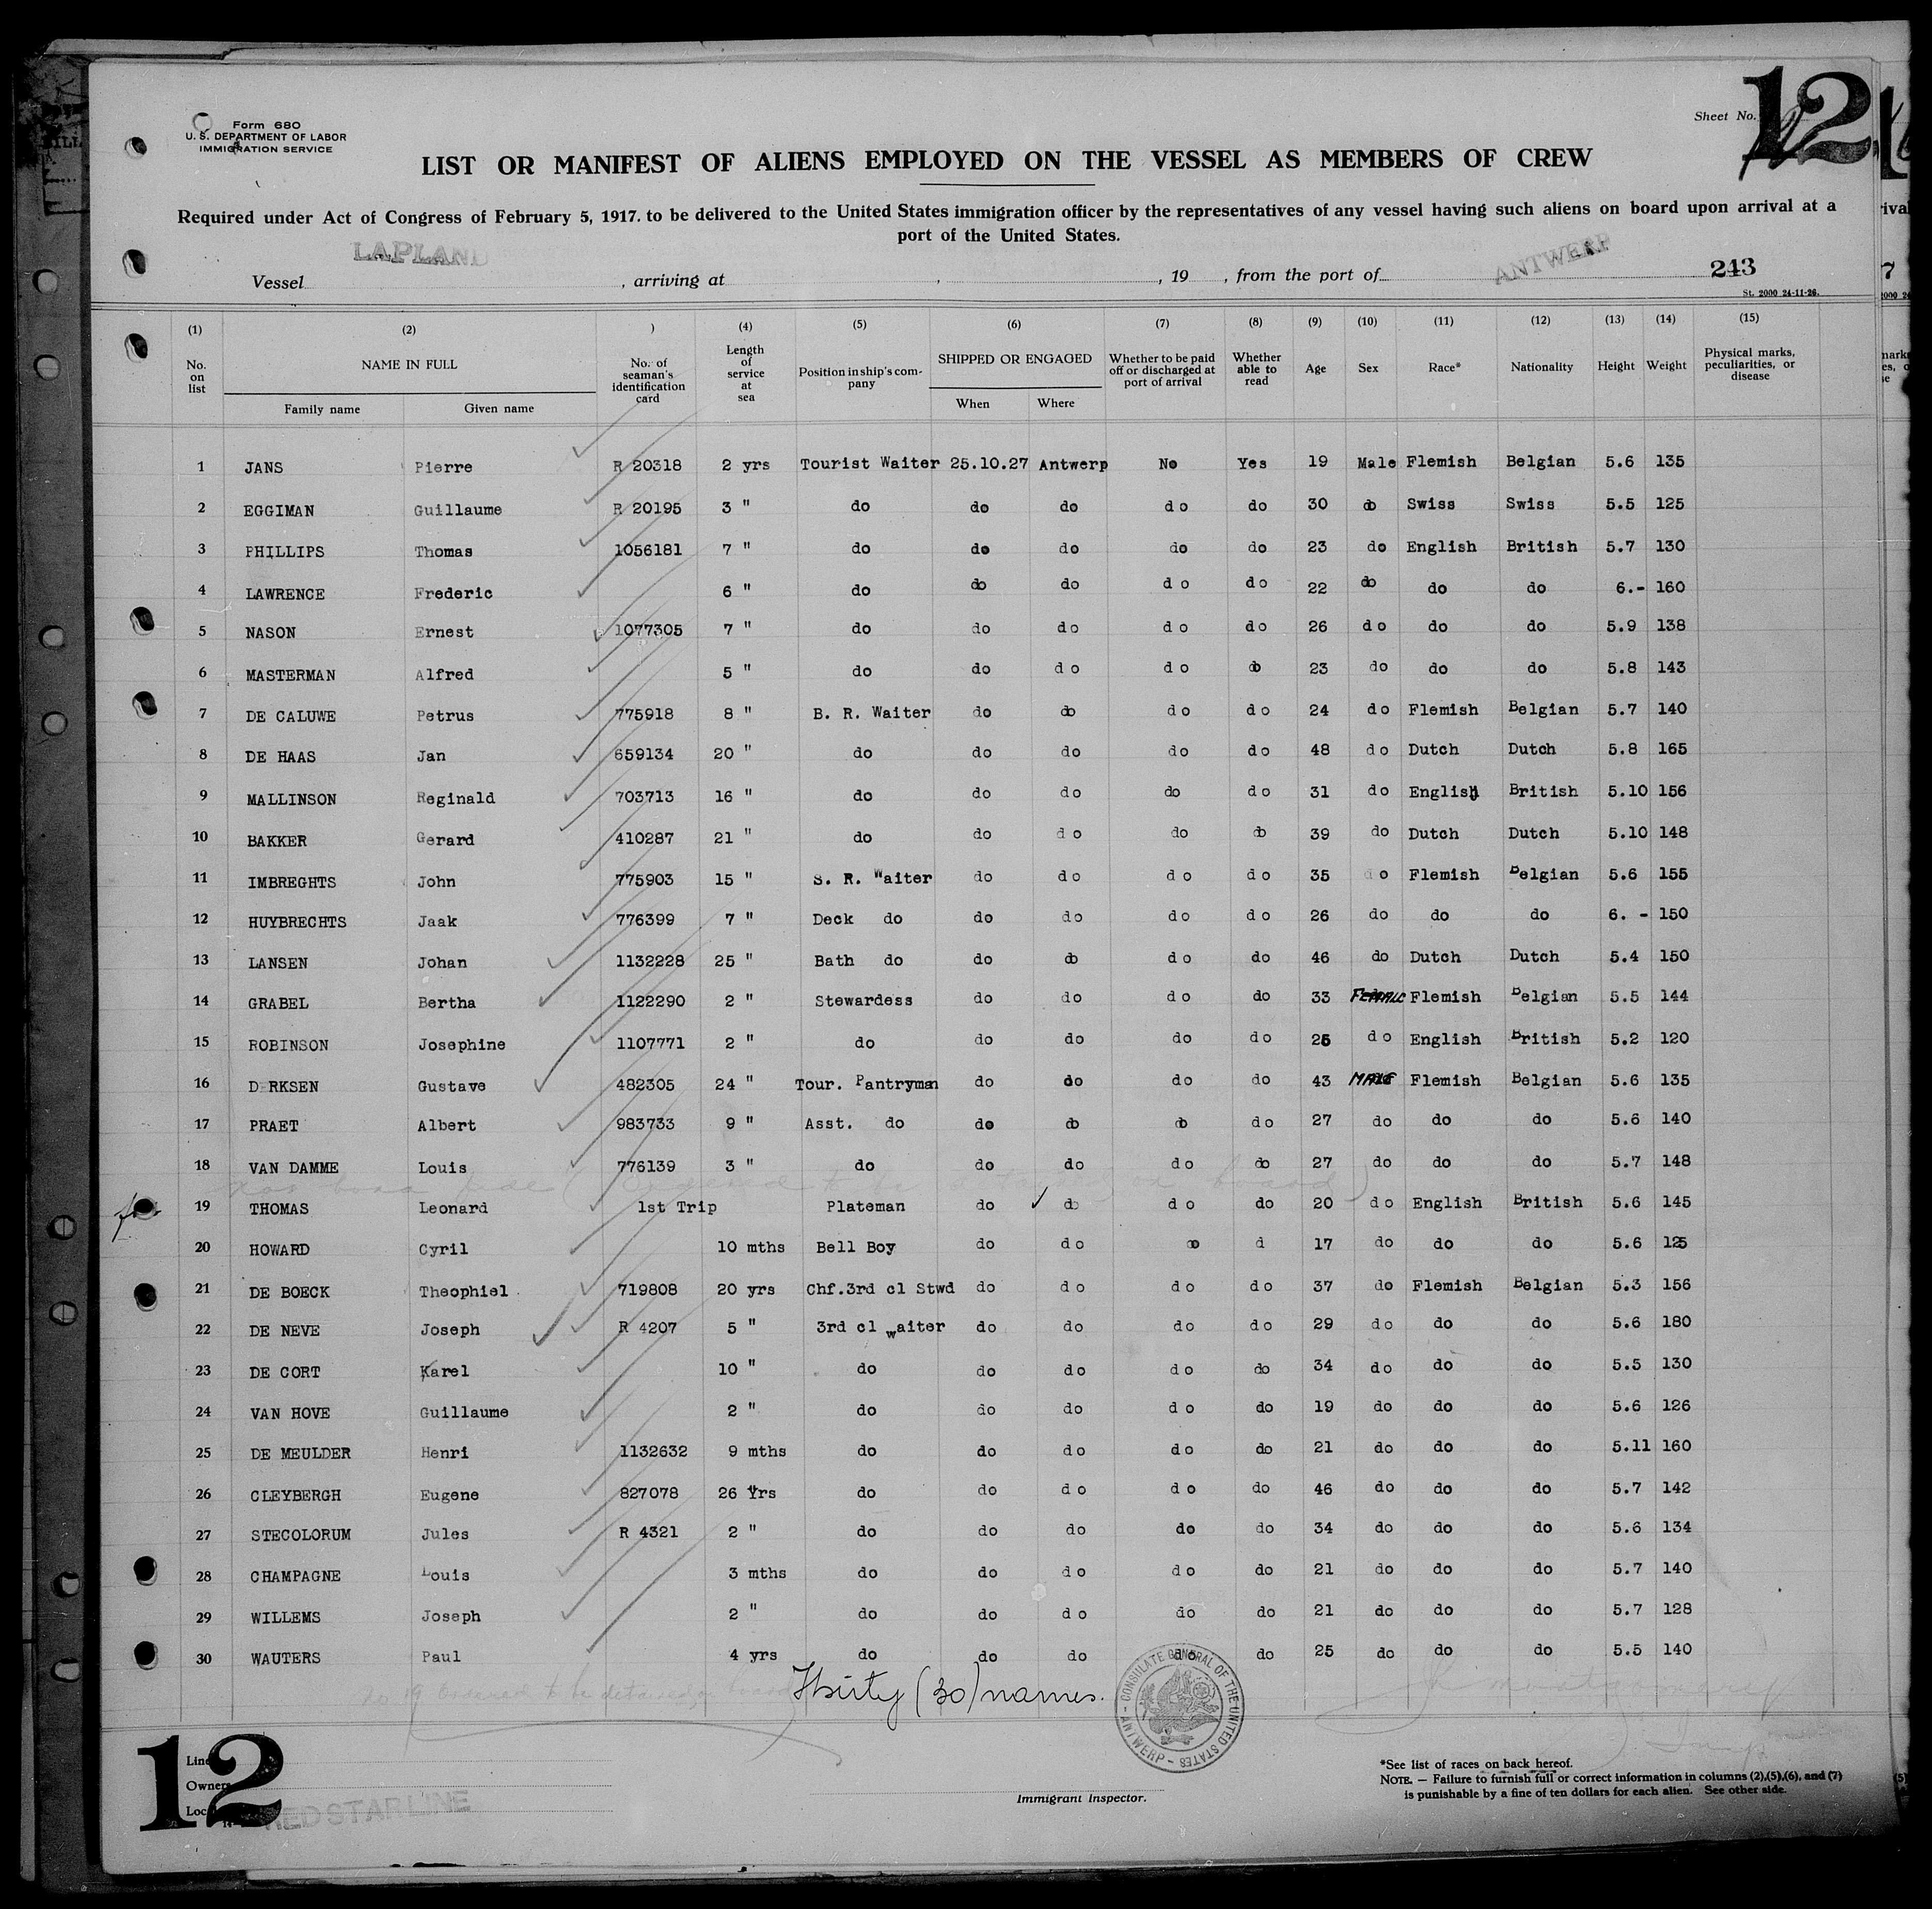 Form 680
U. S. DEPARTMENT OF LABOR
IMMIGRATION SERVICE
Sheet No.
12
LIST OR MANIFEST OF ALIENS EMPLOYED ON THE VESSEL AS MEMBERS OF CREW
Required under Act of Congress of February 5, 1917. to be delivered to the United States immigration officer by the representatives of any vessel having such aliens on board upon arrival at a
port of the United States.
Vessel LAPLAND , arriving at , , 19 , from the port of ANTWERP 243
St. 2000 24-11-26.
(1) (2) ) (4) (5) (6) (7) (8) (9) (10) (11) (12) (13) (14) (15)
No. on list NAME IN FULL Family name Given name No. of seaman's identification card Length of service at sea Position in ship's company SHIPPED OR ENGAGED When Where Whether to be paid off or discharged at port of arrival Whether able to read Age Sex Race* Nationality Height Weight Physical marks, peculiarities, or disease
1 JANS Pierre R 20318 2 yrs Tourist Waiter 25.10.27 Antwerp No Yes 19 Male Flemish Belgian 5.6 135
2 EGGIMAN Guillaume R 20195 3 " do do do do do 30 do Swiss Swiss 5.5 125
3 PHILLIPS Thomas 1056181 7 " do do do do do 23 do English British 5.7 130
4 LAWRENCE Frederic 6 " do do do do do 22 do do do 6.- 160
5 NASON Ernest 1077305 7 " do do do do do 26 do do do 5.9 138
6 MASTERMAN Alfred 5 " do do do do do 23 do do do 5.8 143
7 DE CALUWE Petrus 775918 8 " B. R. Waiter do do do do 24 do Flemish Belgian 5.7 140
8 DE HAAS Jan 659134 20 " do do do do do 48 do Dutch Dutch 5.8 165
9 MALLINSON Reginald 703713 16 " do do do do do 31 do English British 5.10 156
10 BAKKER Gerard 410287 21 " do do do do do 39 do Dutch Dutch 5.10 148
11 IMBREGHTS John 775903 15 " S. R. Waiter do do do do 35 do Flemish Belgian 5.6 155
12 HUYBRECHTS Jaak 776399 7 " Deck do do do do do 26 do do do 6. - 150
13 LANSEN Johan 1132228 25 " Bath do do do do do 46 do Dutch Dutch 5.4 150
14 GRABEL Bertha 1122290 2 " Stewardess do do do do 33 Female Flemish Belgian 5.5 144
15 ROBINSON Josephine 1107771 2 " do do do do do 26 do English British 5.2 120
16 DERKSEN Gustave 482305 24 " Tour. Pantryman do do do do 43 MALE Flemish Belgian 5.6 135
17 PRAET Albert 983733 9 " Asst. do do do do do 27 do do do 5.6 140
18 VAN DAMME Louis 776139 3 " do do do do do 27 do do do 5.7 148
19 THOMAS Leonard 1st Trip Plateman do do do do 20 do English British 5.6 145
20 HOWARD Cyril 10 mths Bell Boy do do do d 17 do do do 5.6 125
21 DE BOECK Theophiel 719808 20 yrs Chf.3rd cl Stwd do do do do 37 do Flemish Belgian 5.3 156
22 DE NEVE Joseph R 4207 5 " 3rd cl waiter do do do do 29 do do do 5.6 180
23 DE CORT Karel 10 " do do do do do 34 do do do 5.5 130
24 VAN HOVE Guillaume 2 " do do do do do 19 do do do 5.6 126
25 DE MEULDER Henri 1132632 9 mths do do do do do 21 do do do 5.11 160
26 CLEYBERGH Eugene 827078 26 Yrs do do do do do 46 do do do 5.7 142
27 STECOLORUM Jules R 4321 2 " do do do do do 34 do do do 5.6 134
28 CHAMPAGNE Louis 3 mths do do do do do 21 do do do 5.7 140
29 WILLEMS Joseph 2 " do do do do do 21 do do do 5.7 128
30 WAUTERS Paul 4 yrs do do do do do 25 do do do 5.5 140
No 19 ordered to be detained on board
Thirty (30) names.
CONSULATE GENERAL OF THE UNITED STATES - ANTWERP -
12
Line
Owners
Local
RED STAR LINE
Immigrant Inspector.
*See list of races on back hereof.
NOTE. — Failure to furnish full or correct information in columns (2),(5),(6), and (7)
is punishable by a fine of ten dollars for each alien. See other side.